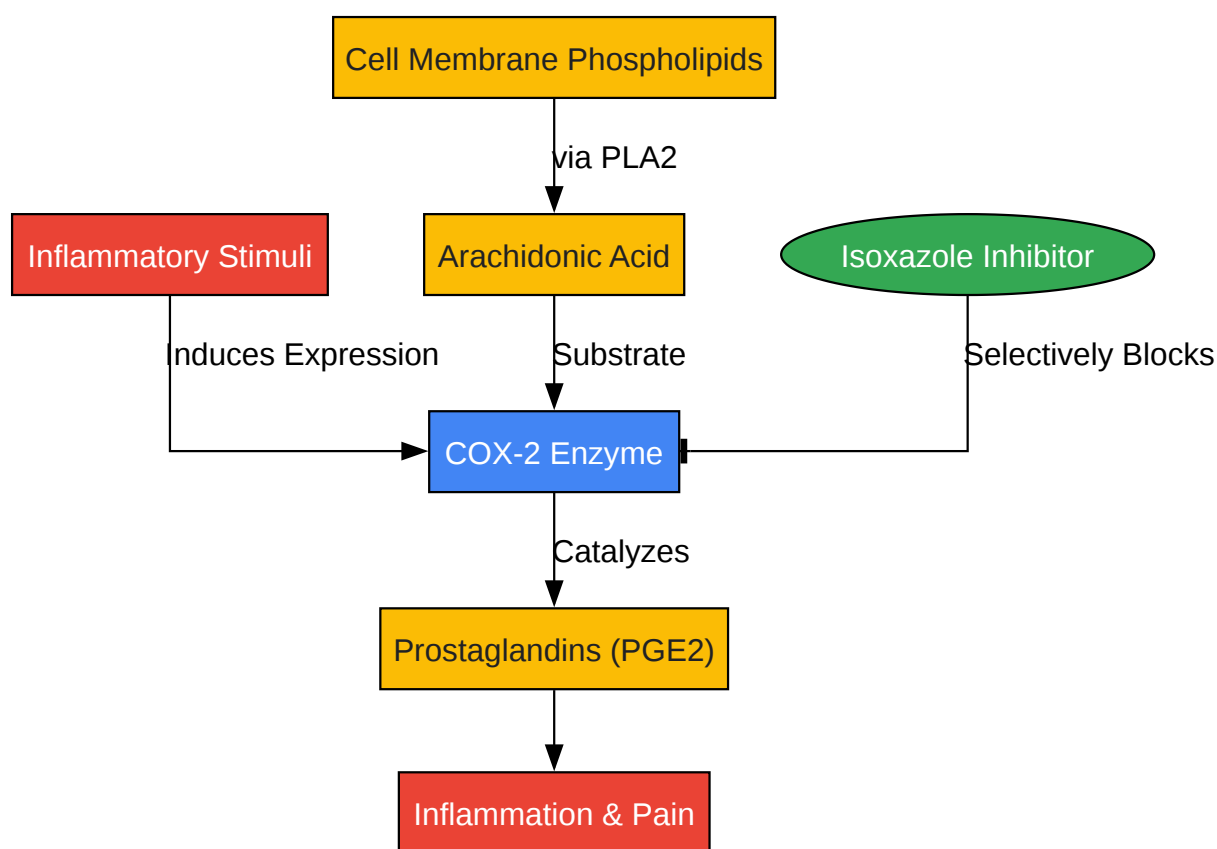 Cell Membrane Phospholipids
via PLA2
Inflammatory Stimuli
Arachidonic Acid
Isoxazole Inhibitor
Induces Expression
Substrate
Selectively Blocks
COX-2 Enzyme
Catalyzes
Prostaglandins (PGE2)
Inflammation & Pain